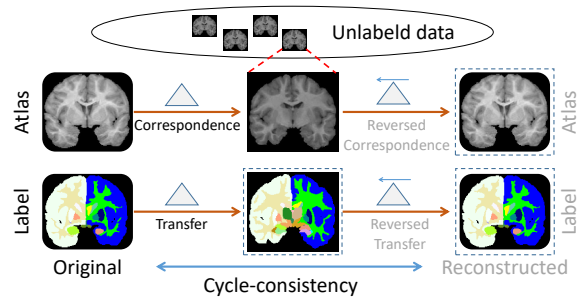 Unlabeld data
Atlas
Correspondence
Reversed
Correspondence
Atlas
Label
Transfer
Reversed
Transfer
Label
Original
Reconstructed
Cycle-consistency